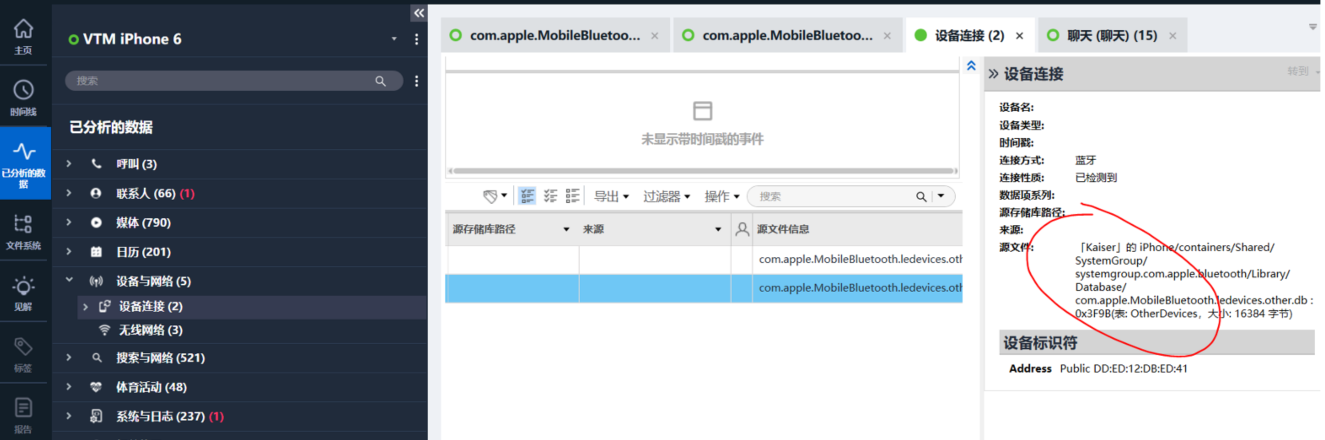 主页
时间线
已分析的数据
文件系统
见解
标签
报告
VTM iPhone 6
搜索
已分析的数据
呼叫 (3)
联系人 (66) (1)
媒体 (790)
日历 (201)
设备与网络 (5)
设备连接 (2)
无线网络 (3)
搜索与网络 (521)
体育活动 (48)
系统与日志 (237) (1)
com.apple.MobileBluetoo... ×
com.apple.MobileBluetoo... ×
设备连接 (2) ×
聊天 (聊天) (15) ×
未显示带时间戳的事件
导出 过滤器 操作 搜索
源存储库路径 来源 源文件信息
com.apple.MobileBluetooth.ledevices.oth
com.apple.MobileBluetooth.ledevices.oth
设备连接 转到
设备名:
设备类型:
时间戳:
连接方式: 蓝牙
连接性质: 已检测到
数据项系列:
源存储库路径:
来源:
源文件: 「Kaiser」的 iPhone/containers/Shared/
SystemGroup/
systemgroup.com.apple.bluetooth/Library/
Database/
com.apple.MobileBluetooth.ledevices.other.db :
0x3F9B(表: OtherDevices，大小: 16384 字节)
设备标识符
Address Public DD:ED:12:DB:ED:41